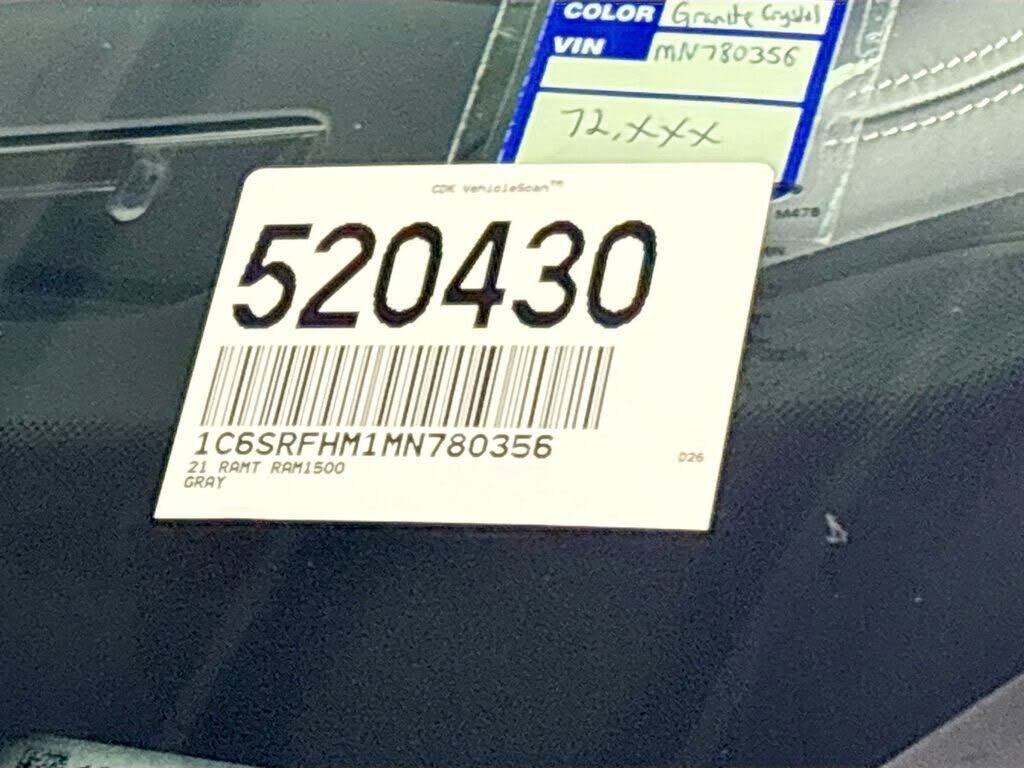 COLOR Granite Crystal
VIN MN780356
72,xxx
CDK VehicleScan™
520430
1C6SRFHM1MN780356
21 RAMT RAM1500
GRAY
D26